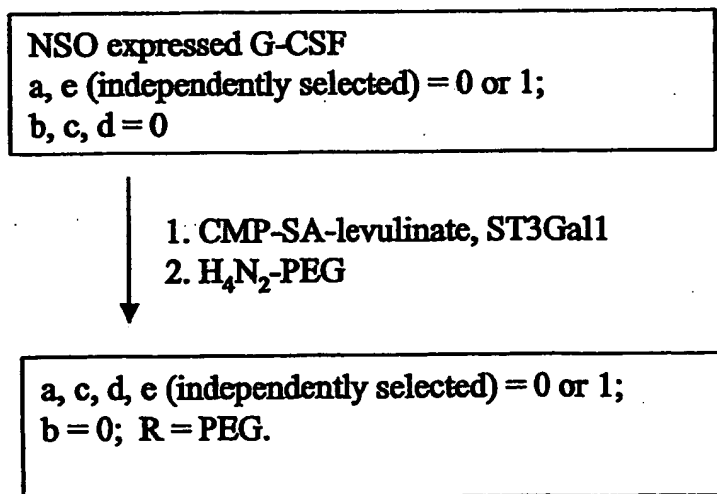 NSO expressed G-CSF
a, e (independently selected) = 0 or 1;
b, c, d = 0
1. CMP-SA-levulinate, ST3Gal1
2. H₄N₂-PEG
a, c, d, e (independently selected) = 0 or 1;
b = 0; R = PEG.